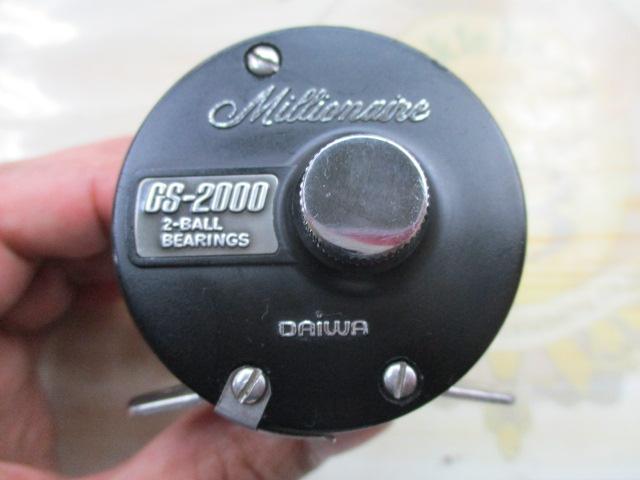 Millionaire
GS-2000
2-BALL
BEARINGS
DAIWA